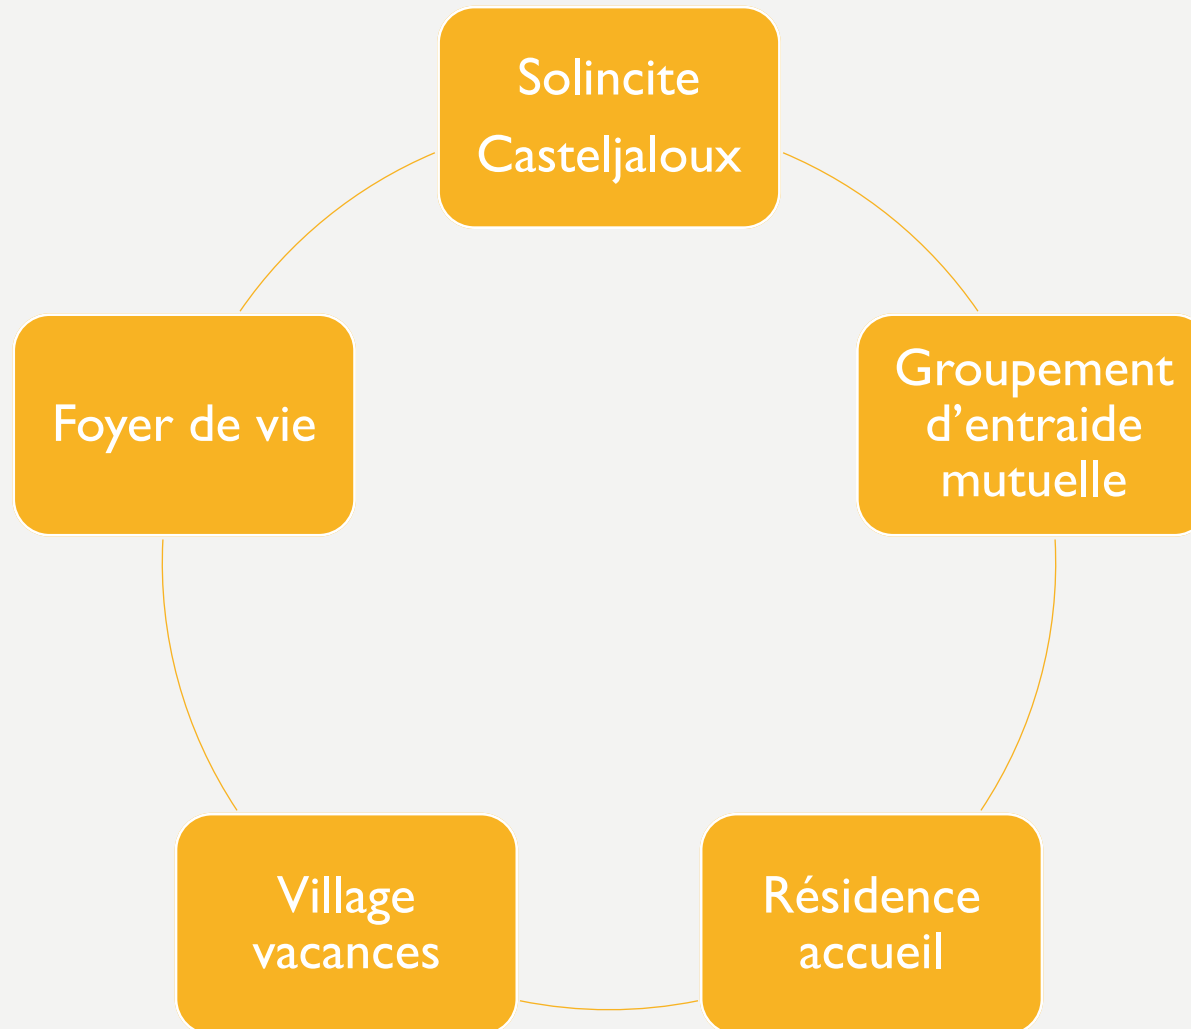 Solincite
Casteljaloux
Groupement
d’entraide
mutuelle
Foyer de vie
Village
vacances
Résidence
accueil